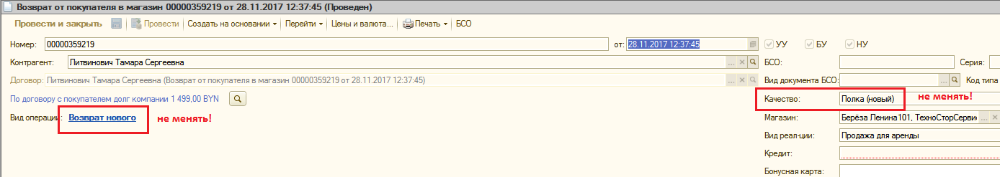 Возврат от покупателя в магазин 00000359219 от 28.11.2017 12:37:45 (Проведен)
Провести и закрыть Провести Создать на основании Перейти Цены и валюта... Печать БСО
Номер: 00000359219 от: 28.11.2017 12:37:45 УУ БУ НУ
Контрагент: Литвинович Тамара Сергеевна ... БСО: Серия:
Договор: Литвинович Тамара Сергеевна (Возврат от покупателя в магазин 00000359219 от 28.11.2017 12:37:45) ... Вид документа БСО: ... Код типа
По договору с покупателем долг компании 1 499,00 BYN Качество: Полка (новый) не менять!
Вид операции: Возврат нового не менять! Магазин: Берёза Ленина101, ТехноСторСервис ...
Вид реал-ции: Продажа для аренды
Кредит:
Бонусная карта: